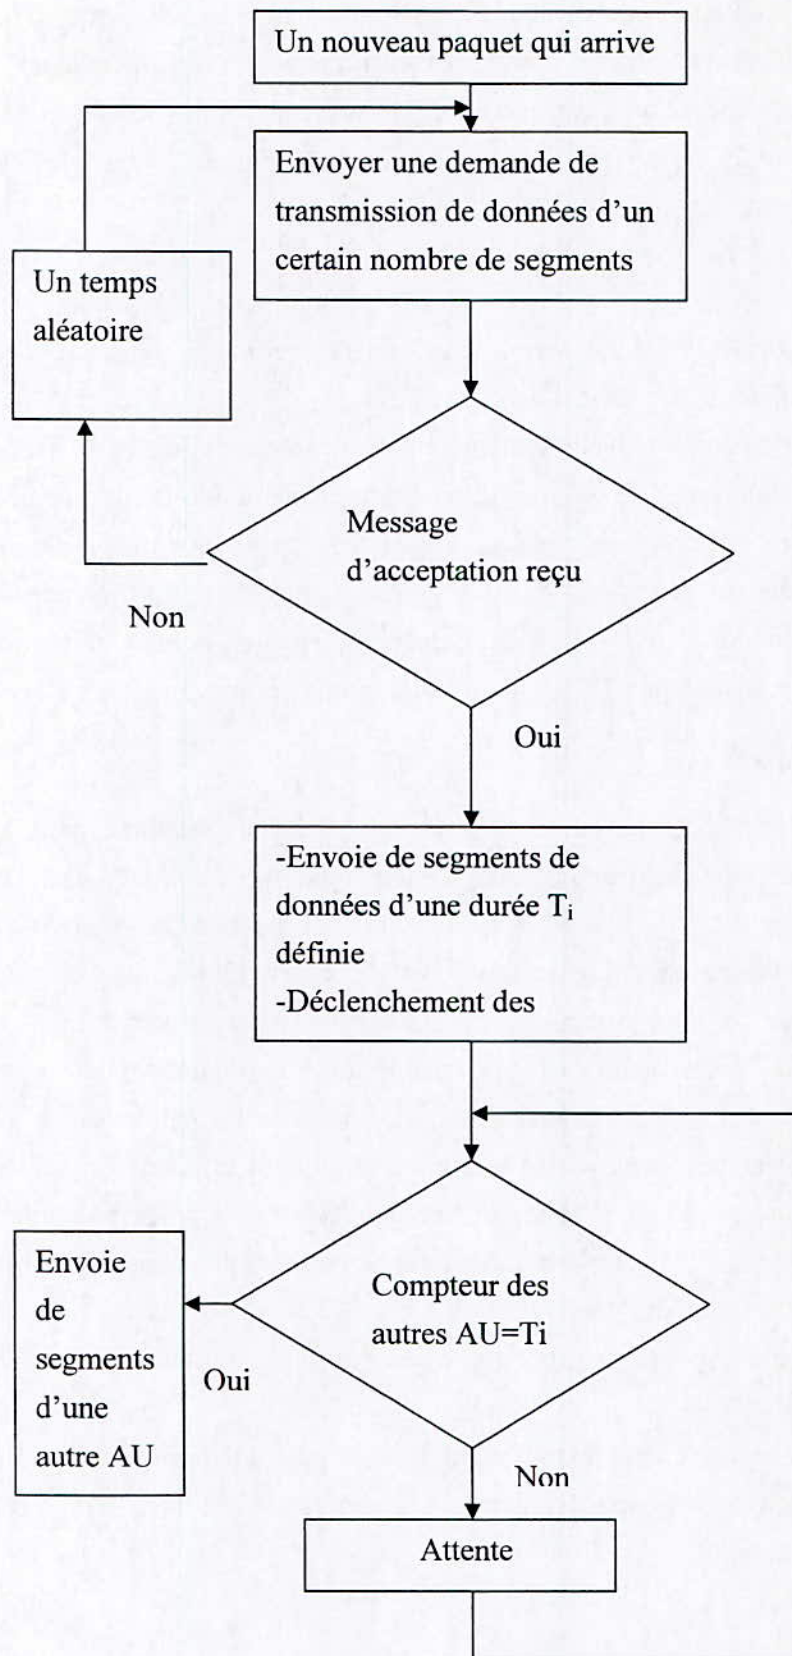 Un nouveau paquet qui arrive
Envoyer une demande de
transmission de données d’un
certain nombre de segments
Un temps
aléatoire
Message
d’acceptation reçu
Non
Oui
-Envoie de segments de
données d’une durée Ti
définie
-Déclenchement des
Compteur des
autres AU=Ti
Envoie
de
segments
d’une
autre AU
Oui
Non
Attente